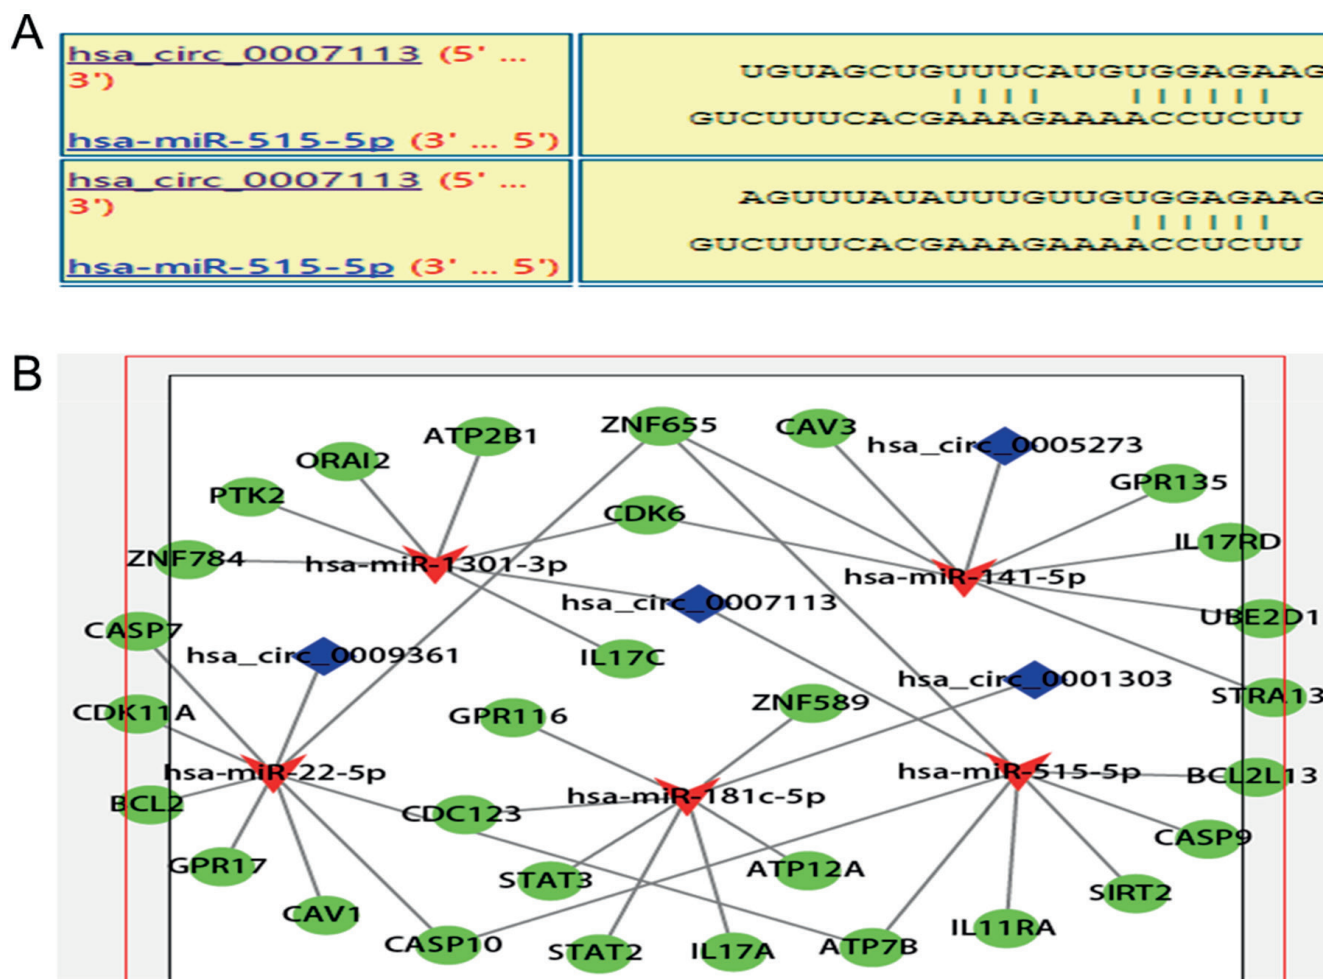 A
hsa_circ_0007113 (5' ...
3')
UGUAGCUGUUUCAUGUGGAGAAG
hsa-miR-515-5p (3' ... 5')
GUCUUUCACGAAAGAAAACCUCUU
hsa_circ_0007113 (5' ...
3')
AGUUUAUAUUUGUUGUGGAGAAG
hsa-miR-515-5p (3' ... 5')
GUCUUUCACGAAAGAAAACCUCUU
B
ZNF655
CAV3
ATP2B1
hsa_circ_0005273
ORAI2
GPR135
PTK2
CDK6
IL17RD
ZNF784
hsa-miR-1301-3p
hsa-miR-141-5p
hsa_circ_0007113
UBE2D1
CASP7
hsa_circ_0009361
IL17C
hsa_circ_0001303
STRA13
ZNF589
CDK11A
GPR116
hsa-miR-22-5p
hsa-miR-515-5p
BCL2L13
hsa-miR-181c-5p
BCL2
CDC123
CASP9
GPR17
ATP12A
STAT3
SIRT2
CAV1
IL11RA
CASP10
STAT2
IL17A
ATP7B